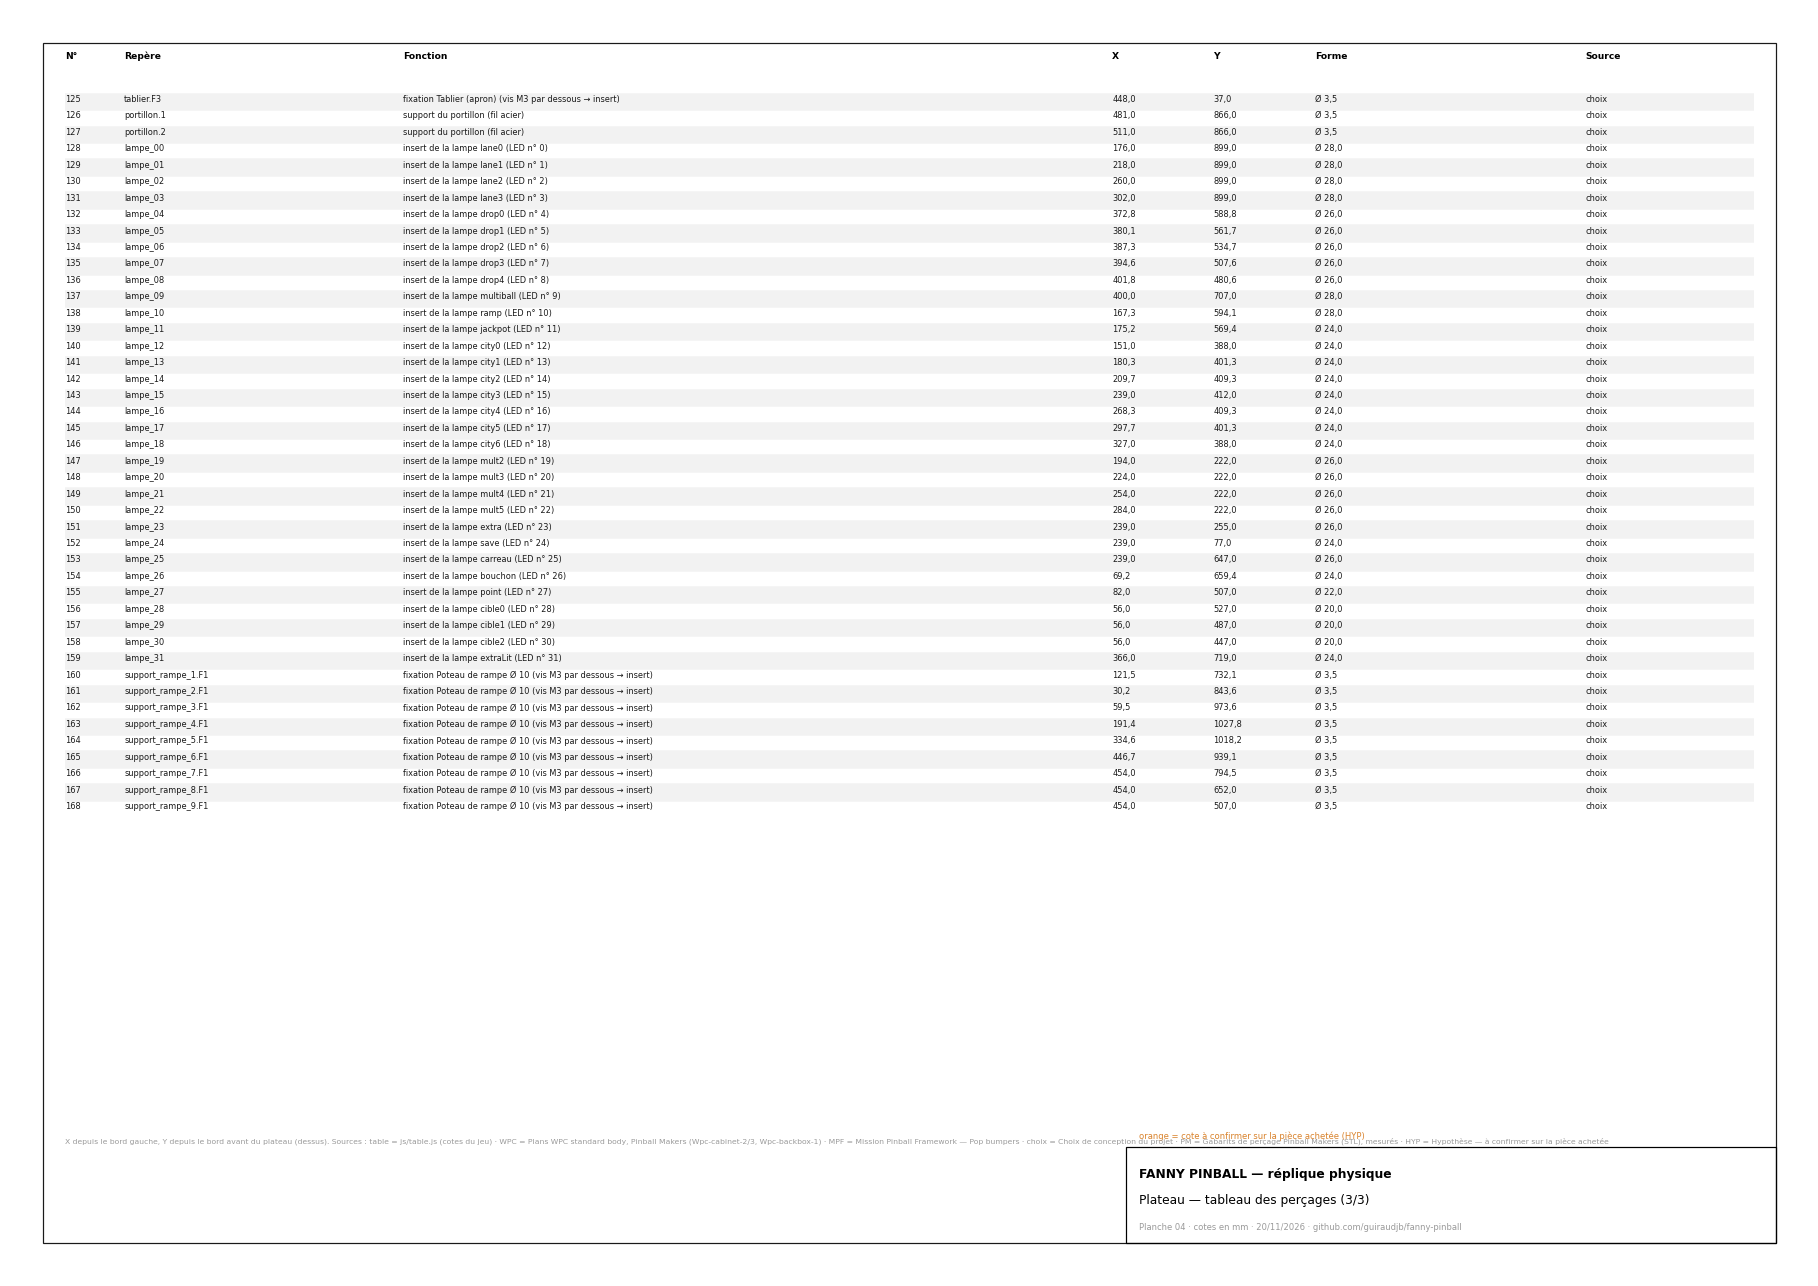 N° Repère Fonction X Y Forme Source
125 tablier.F3 fixation Tablier (apron) (vis M3 par dessous → insert) 448,0 37,0 Ø 3,5 choix
126 portillon.1 support du portillon (fil acier) 481,0 866,0 Ø 3,5 choix
127 portillon.2 support du portillon (fil acier) 511,0 866,0 Ø 3,5 choix
128 lampe_00 insert de la lampe lane0 (LED n° 0) 176,0 899,0 Ø 28,0 choix
129 lampe_01 insert de la lampe lane1 (LED n° 1) 218,0 899,0 Ø 28,0 choix
130 lampe_02 insert de la lampe lane2 (LED n° 2) 260,0 899,0 Ø 28,0 choix
131 lampe_03 insert de la lampe lane3 (LED n° 3) 302,0 899,0 Ø 28,0 choix
132 lampe_04 insert de la lampe drop0 (LED n° 4) 372,8 588,8 Ø 26,0 choix
133 lampe_05 insert de la lampe drop1 (LED n° 5) 380,1 561,7 Ø 26,0 choix
134 lampe_06 insert de la lampe drop2 (LED n° 6) 387,3 534,7 Ø 26,0 choix
135 lampe_07 insert de la lampe drop3 (LED n° 7) 394,6 507,6 Ø 26,0 choix
136 lampe_08 insert de la lampe drop4 (LED n° 8) 401,8 480,6 Ø 26,0 choix
137 lampe_09 insert de la lampe multiball (LED n° 9) 400,0 707,0 Ø 28,0 choix
138 lampe_10 insert de la lampe ramp (LED n° 10) 167,3 594,1 Ø 28,0 choix
139 lampe_11 insert de la lampe jackpot (LED n° 11) 175,2 569,4 Ø 24,0 choix
140 lampe_12 insert de la lampe city0 (LED n° 12) 151,0 388,0 Ø 24,0 choix
141 lampe_13 insert de la lampe city1 (LED n° 13) 180,3 401,3 Ø 24,0 choix
142 lampe_14 insert de la lampe city2 (LED n° 14) 209,7 409,3 Ø 24,0 choix
143 lampe_15 insert de la lampe city3 (LED n° 15) 239,0 412,0 Ø 24,0 choix
144 lampe_16 insert de la lampe city4 (LED n° 16) 268,3 409,3 Ø 24,0 choix
145 lampe_17 insert de la lampe city5 (LED n° 17) 297,7 401,3 Ø 24,0 choix
146 lampe_18 insert de la lampe city6 (LED n° 18) 327,0 388,0 Ø 24,0 choix
147 lampe_19 insert de la lampe mult2 (LED n° 19) 194,0 222,0 Ø 26,0 choix
148 lampe_20 insert de la lampe mult3 (LED n° 20) 224,0 222,0 Ø 26,0 choix
149 lampe_21 insert de la lampe mult4 (LED n° 21) 254,0 222,0 Ø 26,0 choix
150 lampe_22 insert de la lampe mult5 (LED n° 22) 284,0 222,0 Ø 26,0 choix
151 lampe_23 insert de la lampe extra (LED n° 23) 239,0 255,0 Ø 26,0 choix
152 lampe_24 insert de la lampe save (LED n° 24) 239,0 77,0 Ø 24,0 choix
153 lampe_25 insert de la lampe carreau (LED n° 25) 239,0 647,0 Ø 26,0 choix
154 lampe_26 insert de la lampe bouchon (LED n° 26) 69,2 659,4 Ø 24,0 choix
155 lampe_27 insert de la lampe point (LED n° 27) 82,0 507,0 Ø 22,0 choix
156 lampe_28 insert de la lampe cible0 (LED n° 28) 56,0 527,0 Ø 20,0 choix
157 lampe_29 insert de la lampe cible1 (LED n° 29) 56,0 487,0 Ø 20,0 choix
158 lampe_30 insert de la lampe cible2 (LED n° 30) 56,0 447,0 Ø 20,0 choix
159 lampe_31 insert de la lampe extraLit (LED n° 31) 366,0 719,0 Ø 24,0 choix
160 support_rampe_1.F1 fixation Poteau de rampe Ø 10 (vis M3 par dessous → insert) 121,5 732,1 Ø 3,5 choix
161 support_rampe_2.F1 fixation Poteau de rampe Ø 10 (vis M3 par dessous → insert) 30,2 843,6 Ø 3,5 choix
162 support_rampe_3.F1 fixation Poteau de rampe Ø 10 (vis M3 par dessous → insert) 59,5 973,6 Ø 3,5 choix
163 support_rampe_4.F1 fixation Poteau de rampe Ø 10 (vis M3 par dessous → insert) 191,4 1027,8 Ø 3,5 choix
164 support_rampe_5.F1 fixation Poteau de rampe Ø 10 (vis M3 par dessous → insert) 334,6 1018,2 Ø 3,5 choix
165 support_rampe_6.F1 fixation Poteau de rampe Ø 10 (vis M3 par dessous → insert) 446,7 939,1 Ø 3,5 choix
166 support_rampe_7.F1 fixation Poteau de rampe Ø 10 (vis M3 par dessous → insert) 454,0 794,5 Ø 3,5 choix
167 support_rampe_8.F1 fixation Poteau de rampe Ø 10 (vis M3 par dessous → insert) 454,0 652,0 Ø 3,5 choix
168 support_rampe_9.F1 fixation Poteau de rampe Ø 10 (vis M3 par dessous → insert) 454,0 507,0 Ø 3,5 choix
orange = cote à confirmer sur la pièce achetée (HYP)
X depuis le bord gauche, Y depuis le bord avant du plateau (dessus). Sources : table = js/table.js (cotes du jeu) · WPC = Plans WPC standard body, Pinball Makers (Wpc-cabinet-2/3, Wpc-backbox-1) · MPF = Mission Pinball Framework — Pop bumpers · choix = Choix de conception du projet · PM = Gabarits de perçage Pinball Makers (STL), mesurés · HYP = Hypothèse — à confirmer sur la pièce achetée
FANNY PINBALL — réplique physique
Plateau — tableau des perçages (3/3)
Planche 04 · cotes en mm · 20/11/2026 · github.com/guiraudjb/fanny-pinball